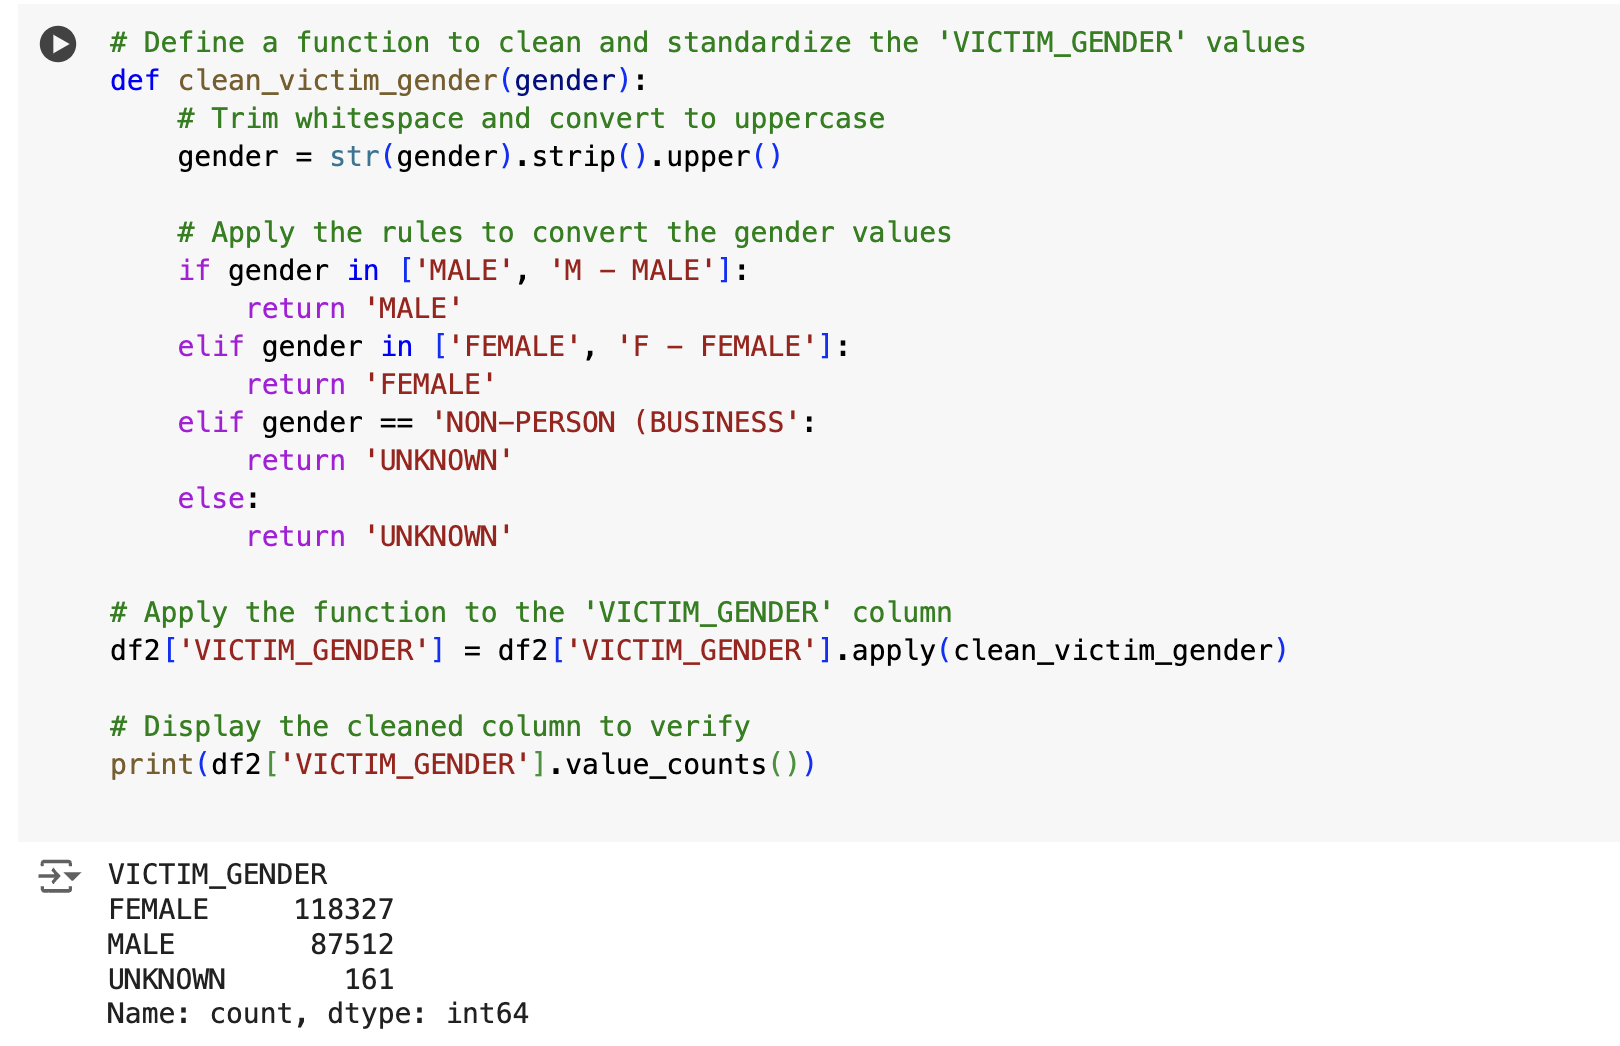 # Define a function to clean and standardize the 'VICTIM_GENDER' values
def clean_victim_gender(gender):
    # Trim whitespace and convert to uppercase
    gender = str(gender).strip().upper()

    # Apply the rules to convert the gender values
    if gender in ['MALE', 'M - MALE']:
        return 'MALE'
    elif gender in ['FEMALE', 'F - FEMALE']:
        return 'FEMALE'
    elif gender == 'NON-PERSON (BUSINESS':
        return 'UNKNOWN'
    else:
        return 'UNKNOWN'

# Apply the function to the 'VICTIM_GENDER' column
df2['VICTIM_GENDER'] = df2['VICTIM_GENDER'].apply(clean_victim_gender)

# Display the cleaned column to verify
print(df2['VICTIM_GENDER'].value_counts())

VICTIM_GENDER
FEMALE     118327
MALE        87512
UNKNOWN       161
Name: count, dtype: int64